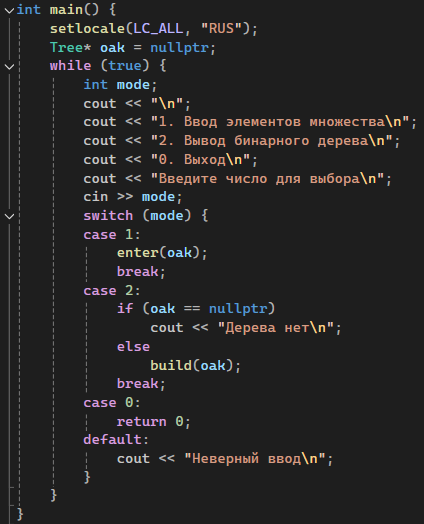 int main() {
    setlocale(LC_ALL, "RUS");
    Tree* oak = nullptr;
    while (true) {
        int mode;
        cout << "\n";
        cout << "1. Ввод элементов множества\n";
        cout << "2. Вывод бинарного дерева\n";
        cout << "0. Выход\n";
        cout << "Введите число для выбора\n";
        cin >> mode;
        switch (mode) {
        case 1:
            enter(oak);
            break;
        case 2:
            if (oak == nullptr)
                cout << "Дерева нет\n";
            else
                build(oak);
            break;
        case 0:
            return 0;
        default:
            cout << "Неверный ввод\n";
        }
    }
}